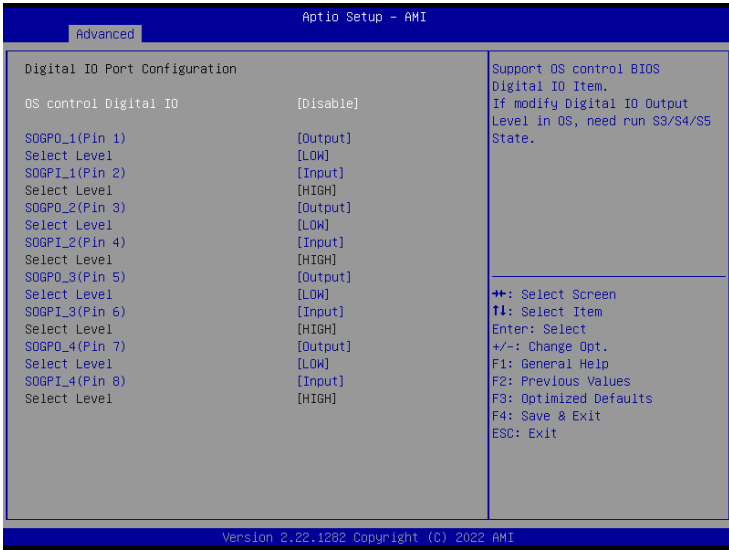 Aptio Setup – AMI
Advanced
Digital IO Port Configuration
OS control Digital IO [Disable]
SOGPO_1(Pin 1) [Output]
Select Level [LOW]
SOGPI_1(Pin 2) [Input]
Select Level [HIGH]
SOGPO_2(Pin 3) [Output]
Select Level [LOW]
SOGPI_2(Pin 4) [Input]
Select Level [HIGH]
SOGPO_3(Pin 5) [Output]
Select Level [LOW]
SOGPI_3(Pin 6) [Input]
Select Level [HIGH]
SOGPO_4(Pin 7) [Output]
Select Level [LOW]
SOGPI_4(Pin 8) [Input]
Select Level [HIGH]
Support OS control BIOS
Digital IO Item.
If modify Digital IO Output
Level in OS, need run S3/S4/S5
State.
→←: Select Screen
↑↓: Select Item
Enter: Select
+/-: Change Opt.
F1: General Help
F2: Previous Values
F3: Optimized Defaults
F4: Save & Exit
ESC: Exit
Version 2.22.1282 Copyright (C) 2022 AMI